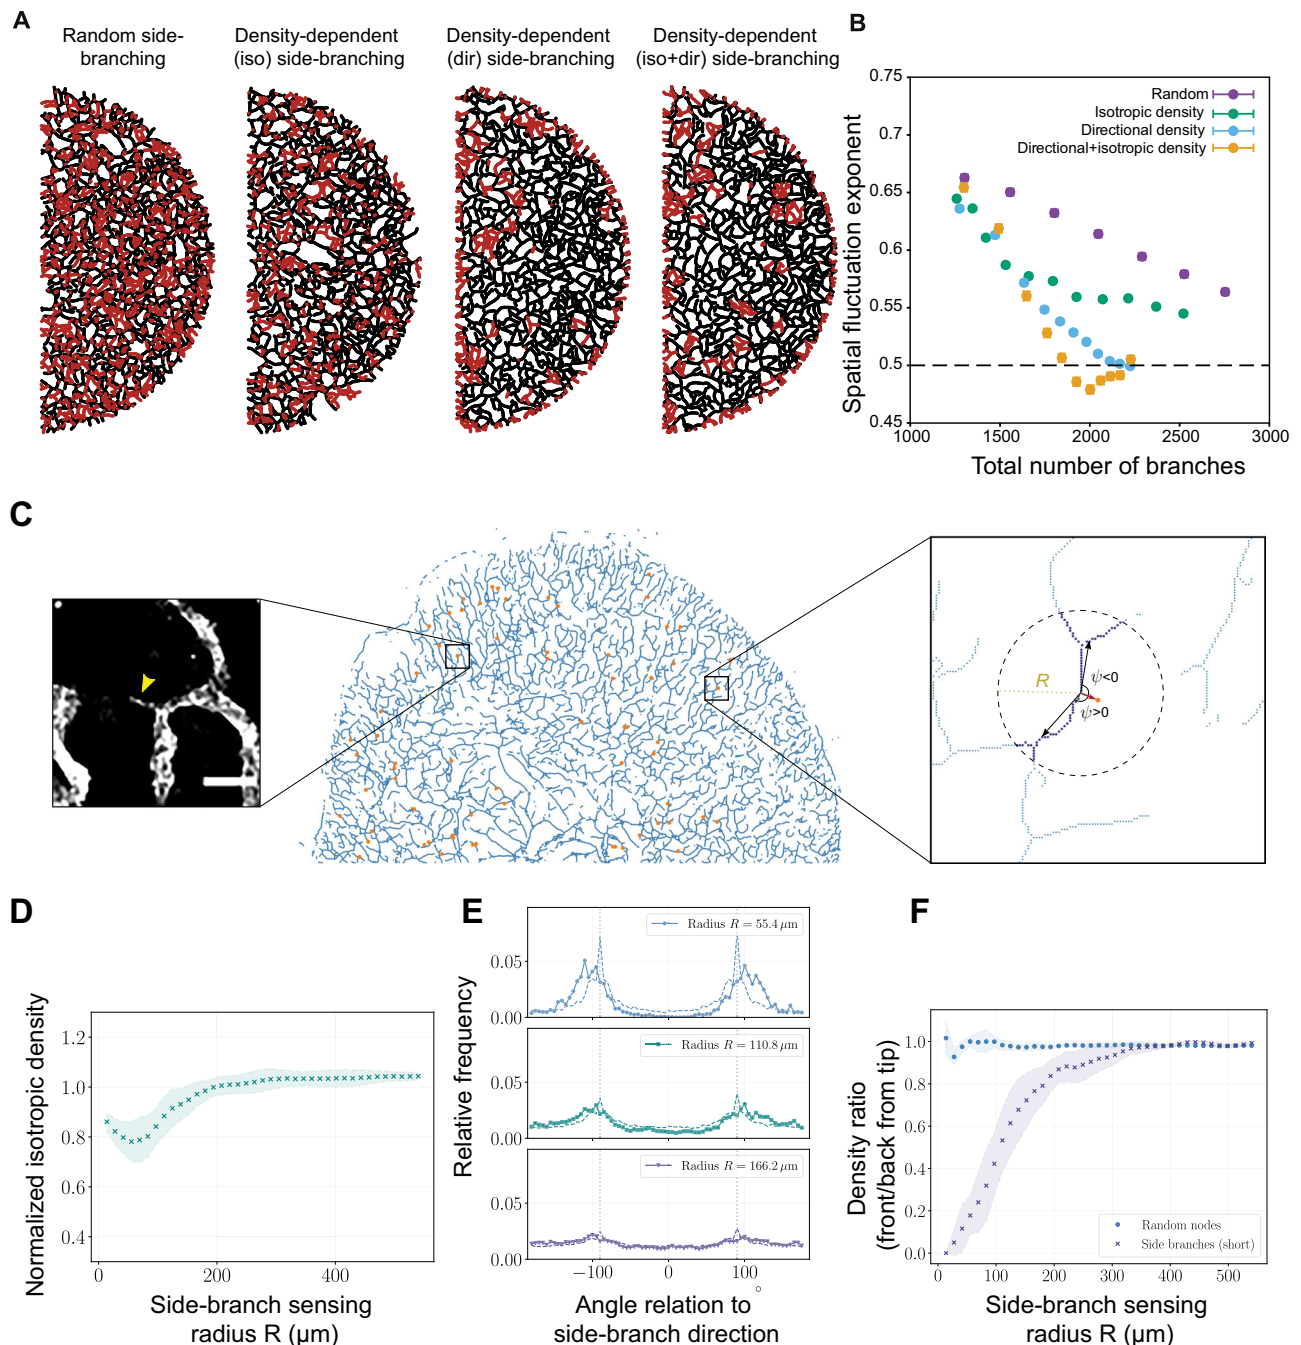 A
Random side-
branching
Density-dependent
(iso) side-branching
Density-dependent
(dir) side-branching
Density-dependent
(iso+dir) side-branching
B
Spatial fluctuation exponent
0.75
0.7
0.65
0.6
0.55
0.5
0.45
Random
Isotropic density
Directional density
Directional+isotropic density
1000
1500
2000
2500
3000
Total number of branches
C
R
ψ<0
ψ>0
D
Normalized isotropic density
1.2
1.0
0.8
0.6
0.4
0
200
400
Side-branch sensing
radius R (µm)
E
Relative frequency
Radius R = 55.4 µm
0.05
0.00
Radius R = 110.8 µm
0.05
0.00
Radius R = 166.2 µm
0.05
0.00
−100
0
100
°
Angle relation to
side-branch direction
F
Density ratio
(front/back from tip)
1.0
0.8
0.6
0.4
0.2
0.0
Random nodes
Side branches (short)
0
100
200
300
400
500
Side-branch sensing
radius R (µm)